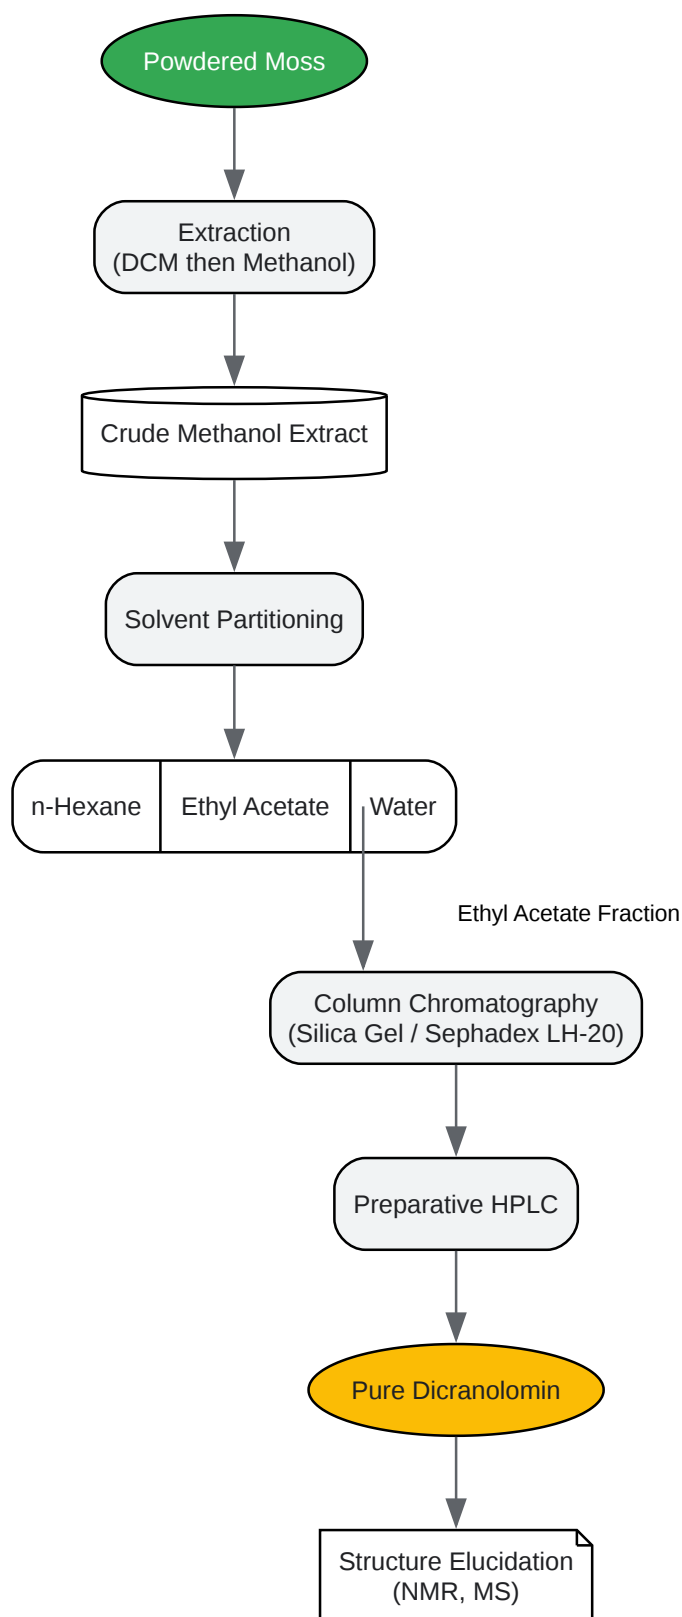 Powdered Moss
Extraction
(DCM then Methanol)
Crude Methanol Extract
Solvent Partitioning
n-Hexane
Ethyl Acetate
Water
Ethyl Acetate Fraction
Column Chromatography
(Silica Gel / Sephadex LH-20)
Preparative HPLC
Pure Dicranolomin
Structure Elucidation
(NMR, MS)